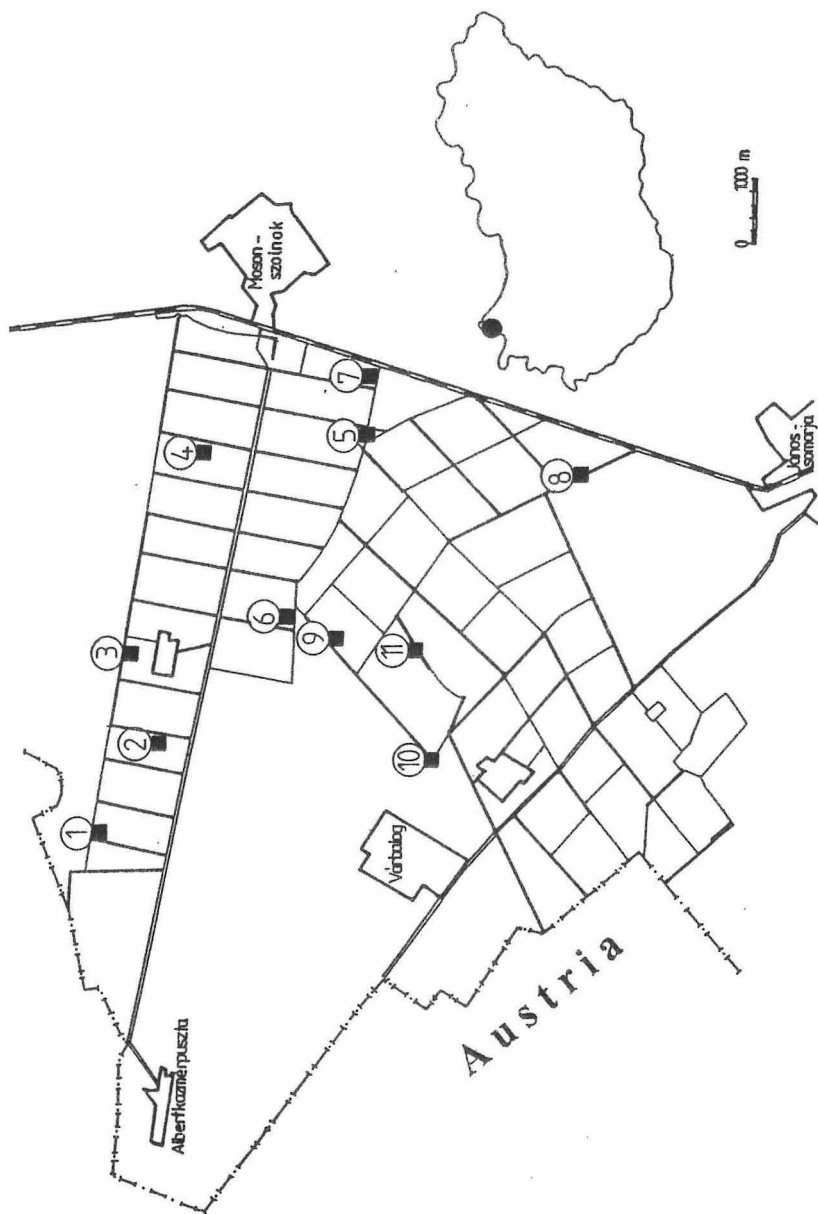 1
3
2
4
Albertkázmérpuszta
Moson –
szolnok
6
9
5
7
11
Várbalog
10
Austria
8
0 1000 m
János -
somorja